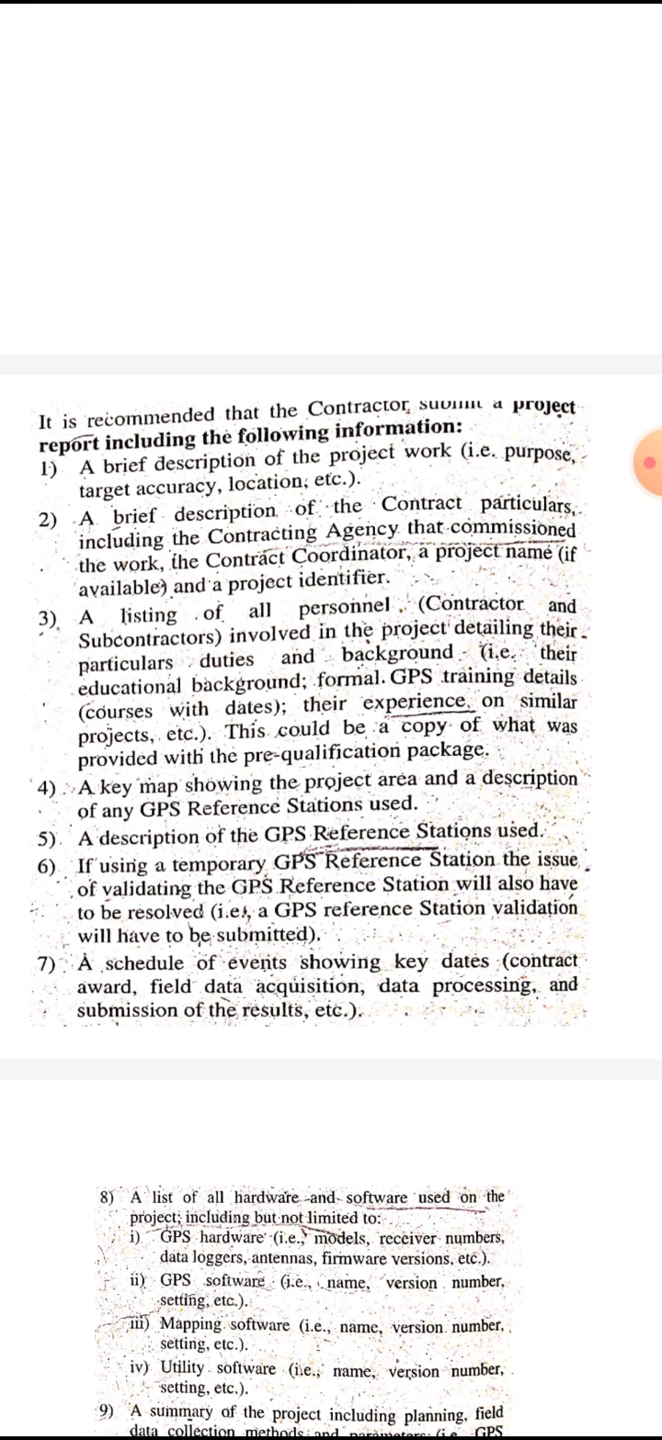 It is recommended that the Contractor, submit a project
report including the following information:
1) A brief description of the project work (i.e. purpose,
target accuracy, location, etc.).
2) A brief description of the Contract particulars,
including the Contracting Agency that commissioned
the work, the Contract Coordinator, a project name (if
available) and a project identifier.
3) A listing of all personnel (Contractor and
Subcontractors) involved in the project detailing their
particulars duties and background (i.e. their
educational background; formal GPS training details
(courses with dates); their experience on similar
projects, etc.). This could be a copy of what was
provided with the pre-qualification package.
4) A key map showing the project area and a description
of any GPS Reference Stations used.
5) A description of the GPS Reference Stations used.
6) If using a temporary GPS Reference Station the issue
of validating the GPS Reference Station will also have
to be resolved (i.e., a GPS reference Station validation
will have to be submitted).
7) A schedule of events showing key dates (contract
award, field data acquisition, data processing, and
submission of the results, etc.).
8) A list of all hardware and software used on the
project; including but not limited to:
i) GPS hardware (i.e., models, receiver numbers,
data loggers, antennas, firmware versions, etc.).
ii) GPS software (i.e., name, version number,
setting, etc.).
iii) Mapping software (i.e., name, version number,
setting, etc.).
iv) Utility software (i.e., name, version number,
setting, etc.).
9) A summary of the project including planning, field
data collection methods and parameters (i.e. GPS